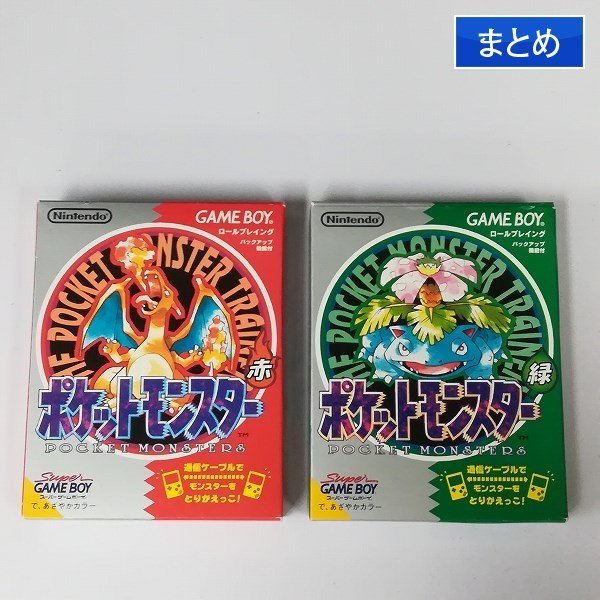 まとめ
Nintendo
GAME BOY
ロールプレイング
バックアップ
機能付
THE POCKET MONSTER TRAINER
赤
ポケットモンスター
TM
POCKET MONSTERS
Super
GAME BOY
スーパーゲームボーイ
で、あざやかカラー
通信ケーブルで
モンスターを
とりかえっこ!
Nintendo
GAME BOY
ロールプレイング
バックアップ
機能付
THE POCKET MONSTER TRAINER
緑
ポケットモンスター
TM
POCKET MONSTERS
Super
GAME BOY
スーパーゲームボーイ
で、あざやかカラー
通信ケーブルで
モンスターを
とりかえっこ!